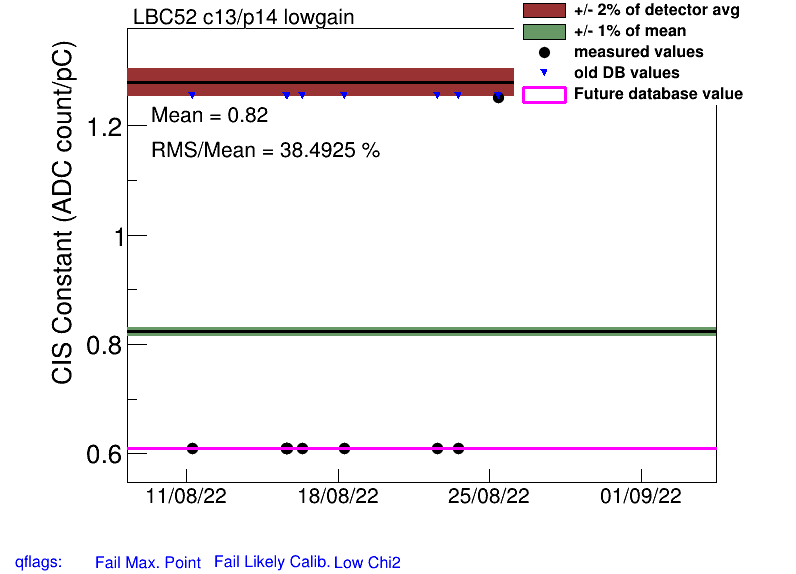 LBC52 c13/p14 lowgain
+/- 2% of detector avg
+/- 1% of mean
measured values
old DB values
Future database value
Mean = 0.82
RMS/Mean = 38.4925 %
CIS Constant (ADC count/pC)
1.2
1
0.8
0.6
11/08/22 18/08/22 25/08/22 01/09/22
qflags: Fail Max. Point Fail Likely Calib. Low Chi2